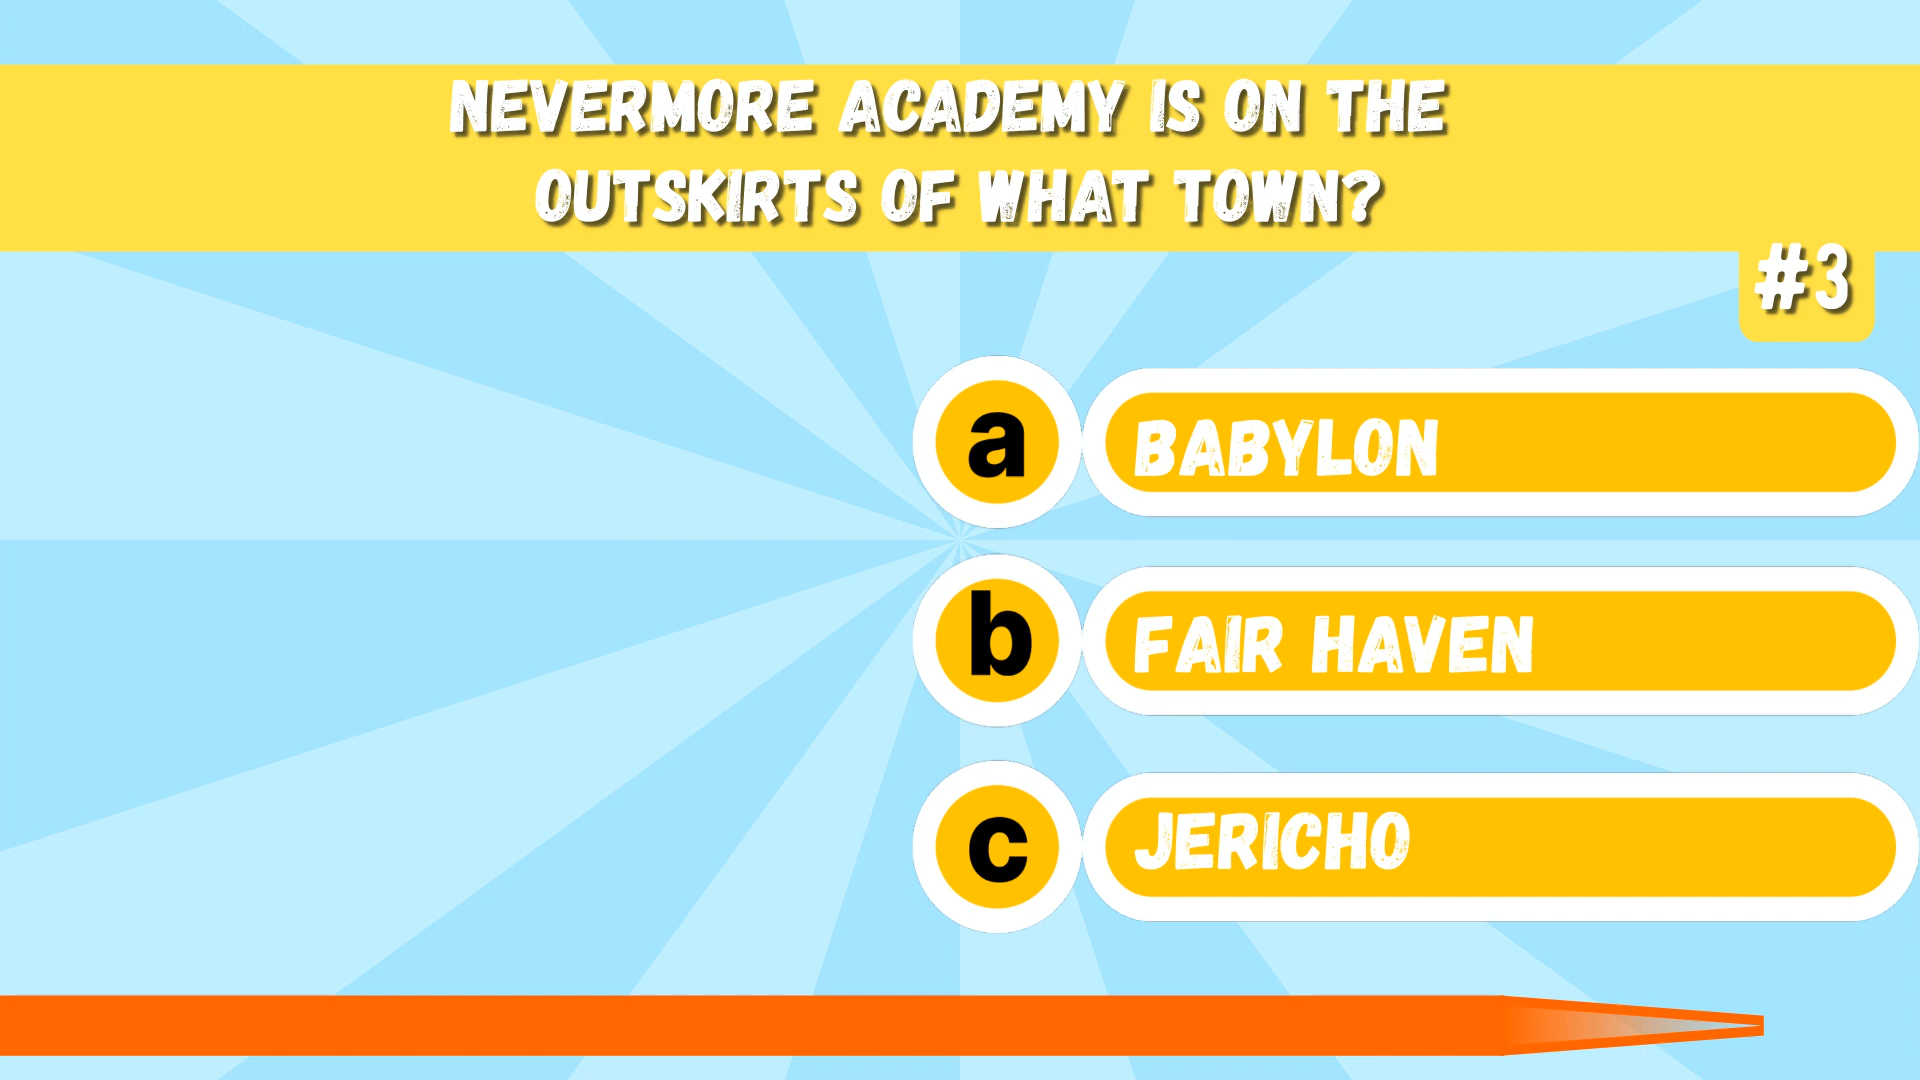 NEVERMORE ACADEMY IS ON THE
OUTSKIRTS OF WHAT TOWN?
#3
a BABYLON
b FAIR HAVEN
c JERICHO